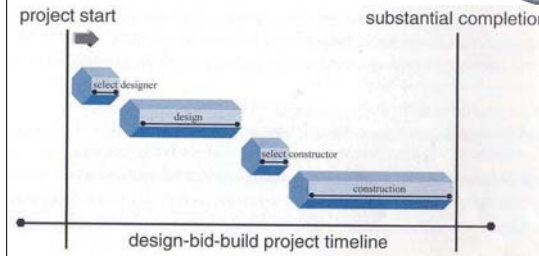 project start
substantial completion
select designer
design
select constructor
construction
design-bid-build project timeline